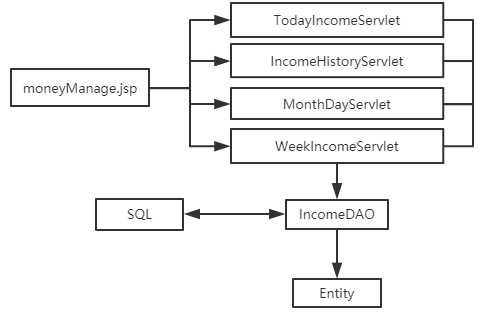 TodayIncomeServlet
IncomeHistoryServlet
moneyManage.jsp
MonthDayServlet
WeekIncomeServlet
SQL
IncomeDAO
Entity